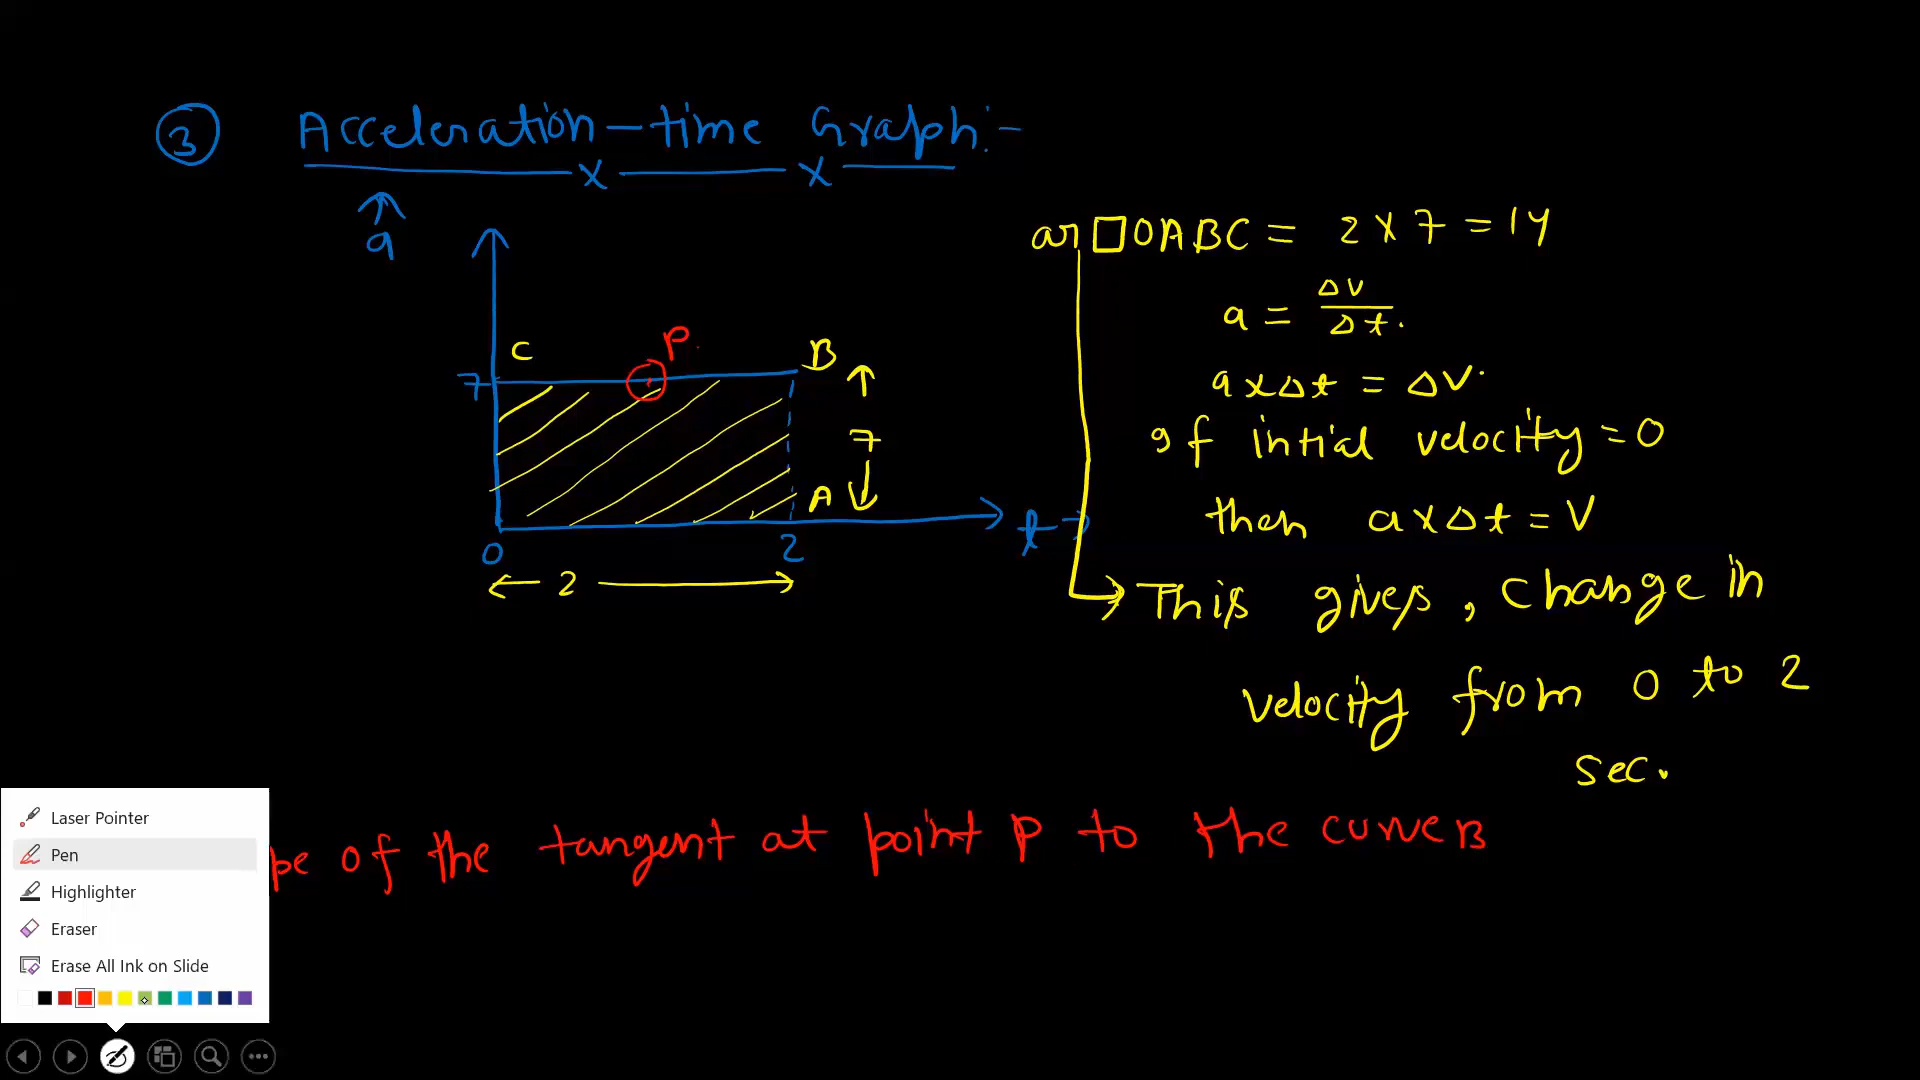 ③ Acceleration-time Graph:-
a
ar □OABC = 2 x 7 = 14
a = Δv/Δt.
C
P.
B
7
a x Δt = ΔV.
7
If intial velocity = 0
A
t →
then a x Δt = V
0
2
← 2 →
This gives, change in
velocity from 0 to 2
sec.
pe of the tangent at point P to the curve
Laser Pointer
Pen
Highlighter
Eraser
Erase All Ink on Slide